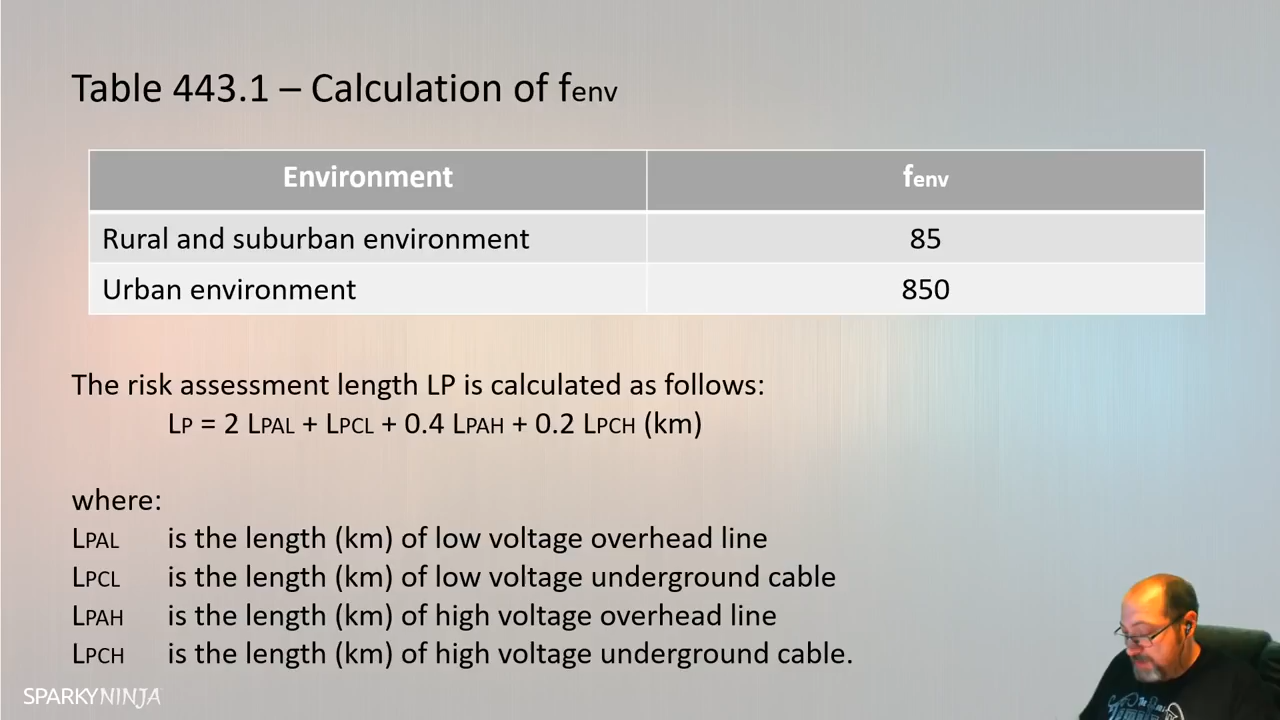 Table 443.1 – Calculation of fenv
Environment fenv
Rural and suburban environment 85
Urban environment 850
The risk assessment length LP is calculated as follows:
LP = 2 LPAL + LPCL + 0.4 LPAH + 0.2 LPCH (km)
where:
LPAL is the length (km) of low voltage overhead line
LPCL is the length (km) of low voltage underground cable
LPAH is the length (km) of high voltage overhead line
LPCH is the length (km) of high voltage underground cable.
SPARKYNINJA